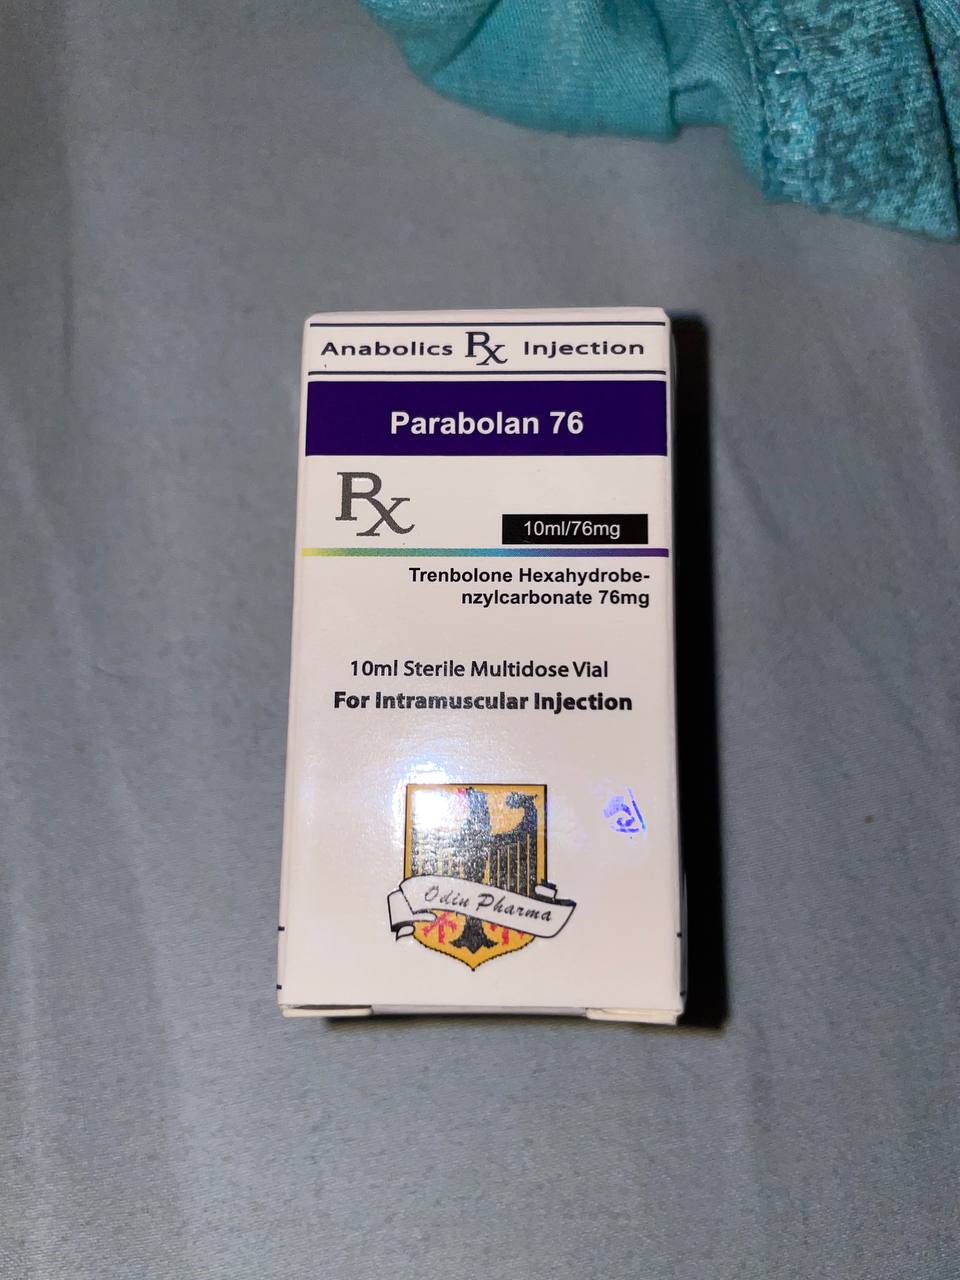 Anabolics Rx Injection
Parabolan 76
Rx
10ml/76mg
Trenbolone Hexahydrobe-
nzylcarbonate 76mg
10ml Sterile Multidose Vial
For Intramuscular Injection
Odin Pharma